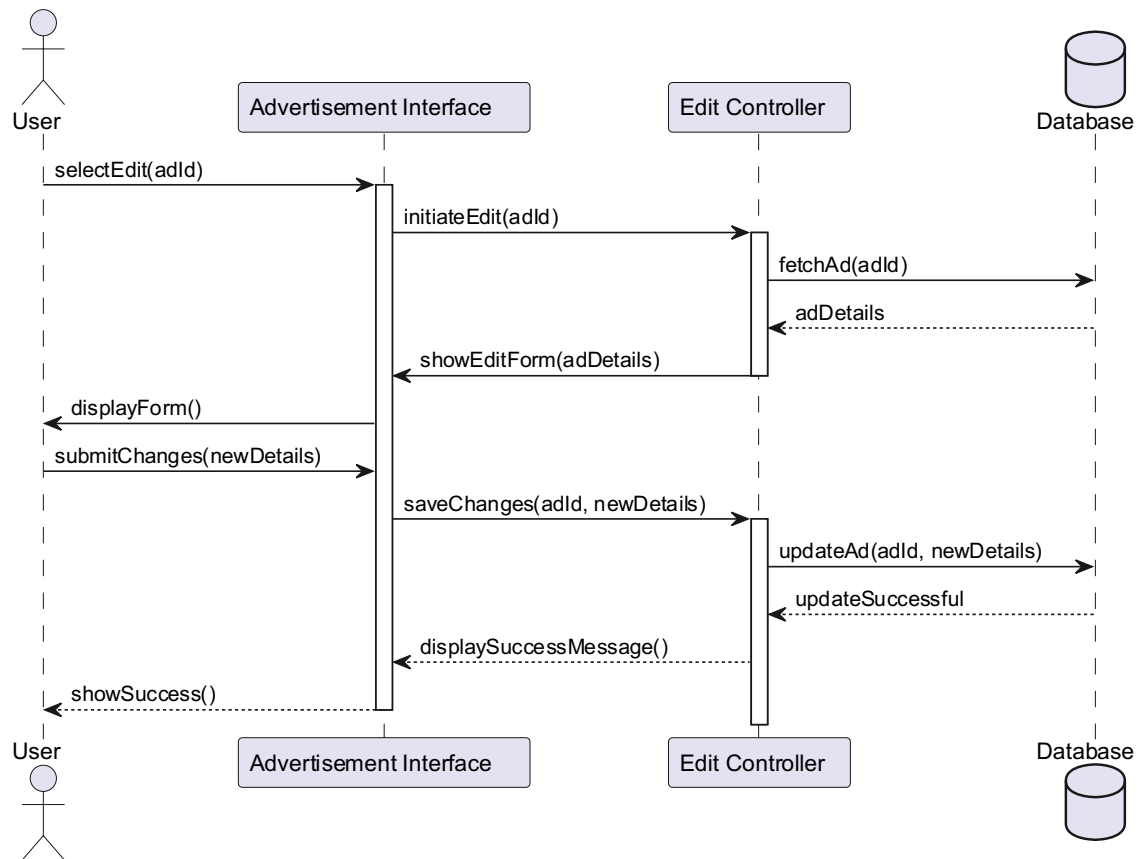 User
Advertisement Interface
Edit Controller
Database
selectEdit(adId)
initiateEdit(adId)
fetchAd(adId)
adDetails
showEditForm(adDetails)
displayForm()
submitChanges(newDetails)
saveChanges(adId, newDetails)
updateAd(adId, newDetails)
updateSuccessful
displaySuccessMessage()
showSuccess()
User
Advertisement Interface
Edit Controller
Database